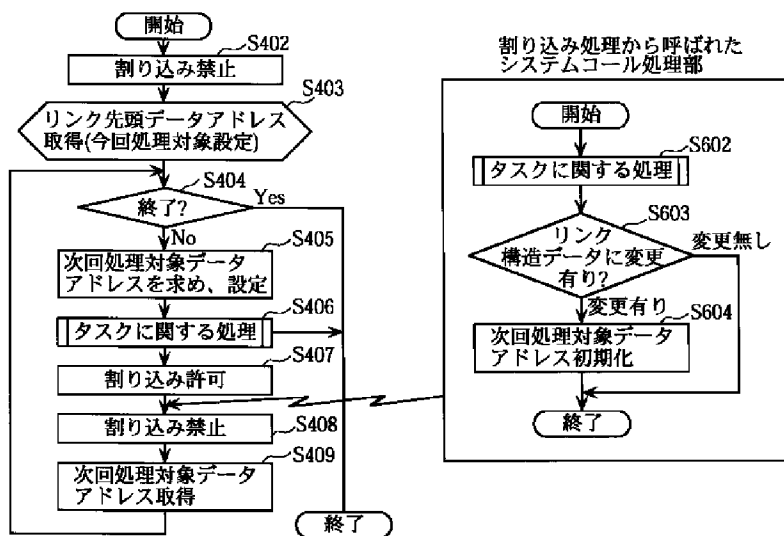 開始
S402
割り込み禁止
S403
リンク先頭データアドレス
取得(今回処理対象設定)
S404
終了?
Yes
No
S405
次回処理対象データ
アドレスを求め、設定
S406
タスクに関する処理
S407
割り込み許可
割り込み禁止
S408
S409
次回処理対象データ
アドレス取得
終了
割り込み処理から呼ばれた
システムコール処理部
開始
S602
タスクに関する処理
S603
リンク
構造データに変更
有り?
変更無し
変更有り
S604
次回処理対象データ
アドレス初期化
終了